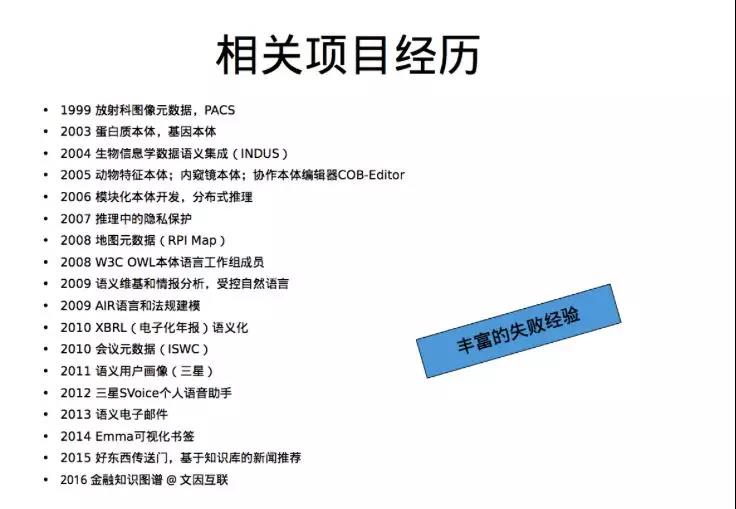 相关项目经历
• 1999 放射科图像元数据，PACS
• 2003 蛋白质本体，基因本体
• 2004 生物信息学数据语义集成（INDUS）
• 2005 动物特征本体；内窥镜本体；协作本体编辑器COB-Editor
• 2006 模块化本体开发，分布式推理
• 2007 推理中的隐私保护
• 2008 地图元数据（RPI Map）
• 2008 W3C OWL本体语言工作组成员
• 2009 语义维基和情报分析，受控自然语言
• 2009 AIR语言和法规建模
• 2010 XBRL（电子化年报）语义化
• 2010 会议元数据（ISWC）
• 2011 语义用户画像（三星）
• 2012 三星SVoice个人语音助手
• 2013 语义电子邮件
• 2014 Emma可视化书签
• 2015 好东西传送门，基于知识库的新闻推荐
• 2016 金融知识图谱 @ 文因互联
丰富的失败经验